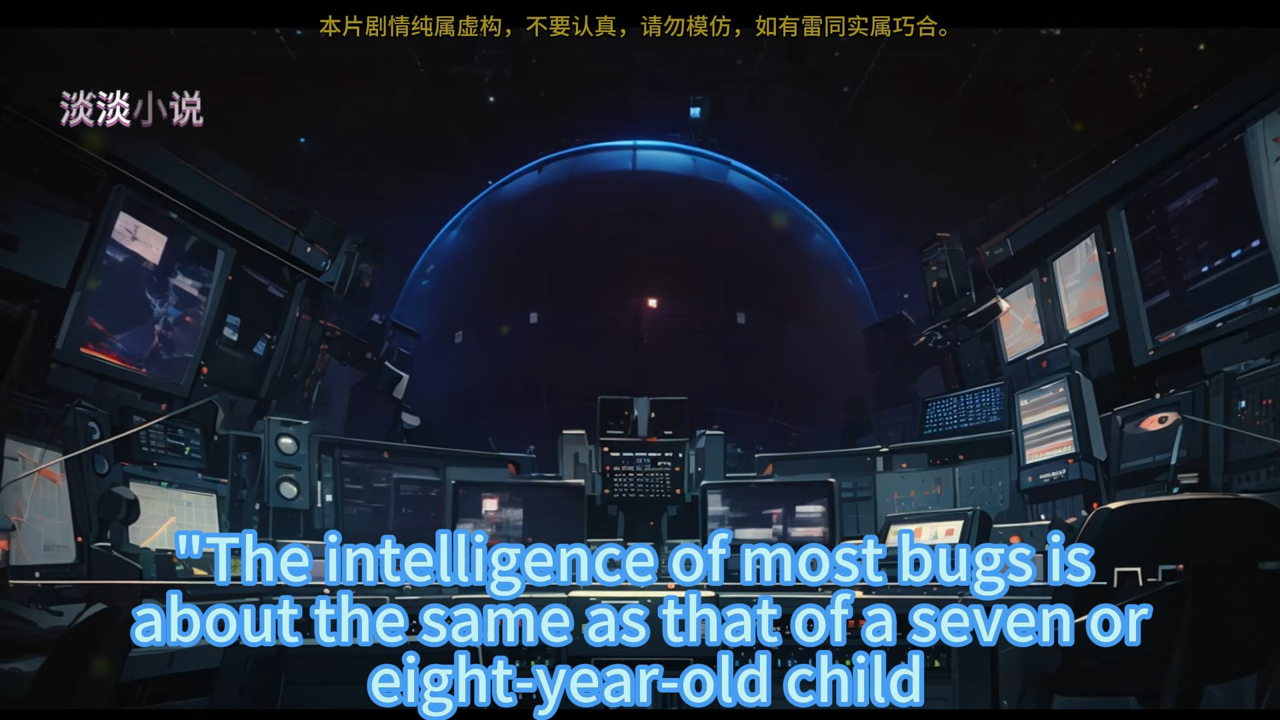 本片剧情纯属虚构，不要认真，请勿模仿，如有雷同实属巧合。
淡淡小说
"The intelligence of most bugs is
about the same as that of a seven or
eight-year-old child